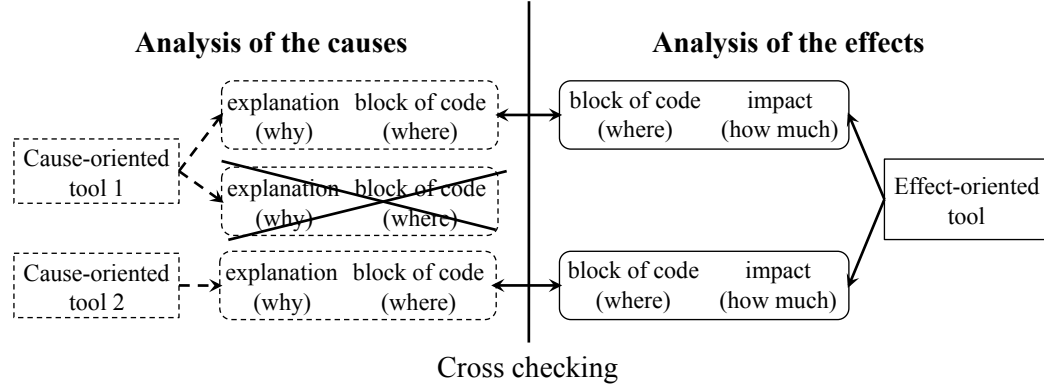 Analysis of the causes
Analysis of the effects
Cause-oriented
tool 1
explanation block of code
(why) (where)
explanation block of code
(why) (where)
Cause-oriented
tool 2
explanation block of code
(why) (where)
block of code impact
(where) (how much)
block of code impact
(where) (how much)
Effect-oriented
tool
Cross checking